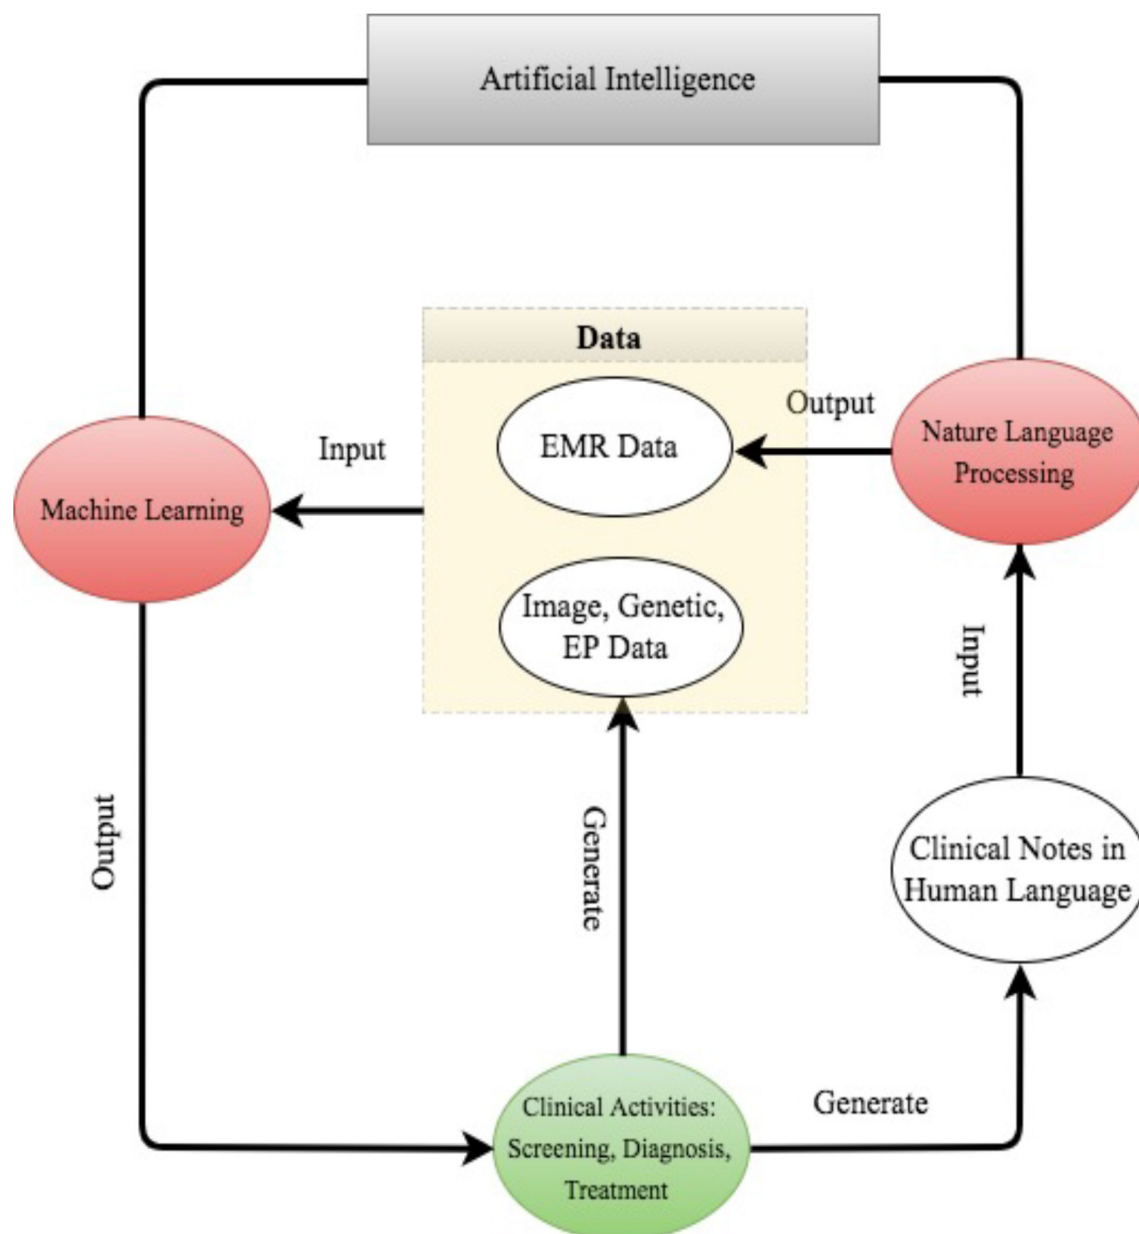 Artificial Intelligence
Data
Output
EMR Data
Nature Language
Processing
Input
Machine Learning
Image, Genetic,
EP Data
Input
Output
Generate
Clinical Notes in
Human Language
Clinical Activities:
Screening, Diagnosis,
Treatment
Generate